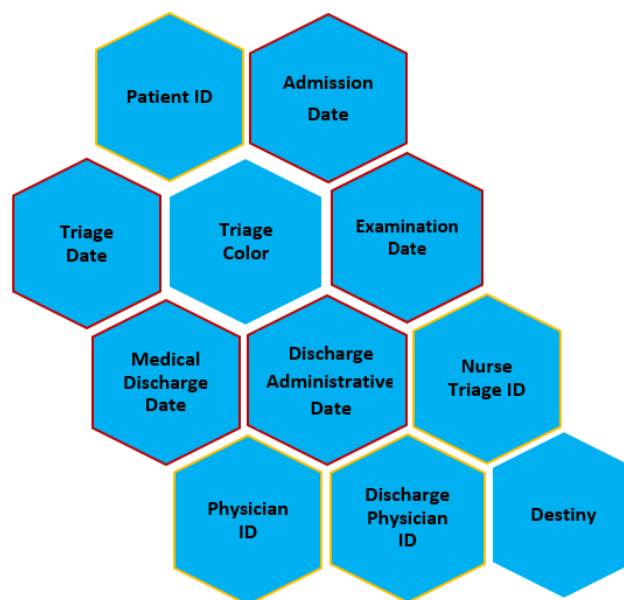 Patient ID
Admission
Date
Triage
Date
Triage
Color
Examination
Date
Medical
Discharge
Date
Discharge
Administrative
Date
Nurse
Triage ID
Physician
ID
Discharge
Physician
ID
Destiny